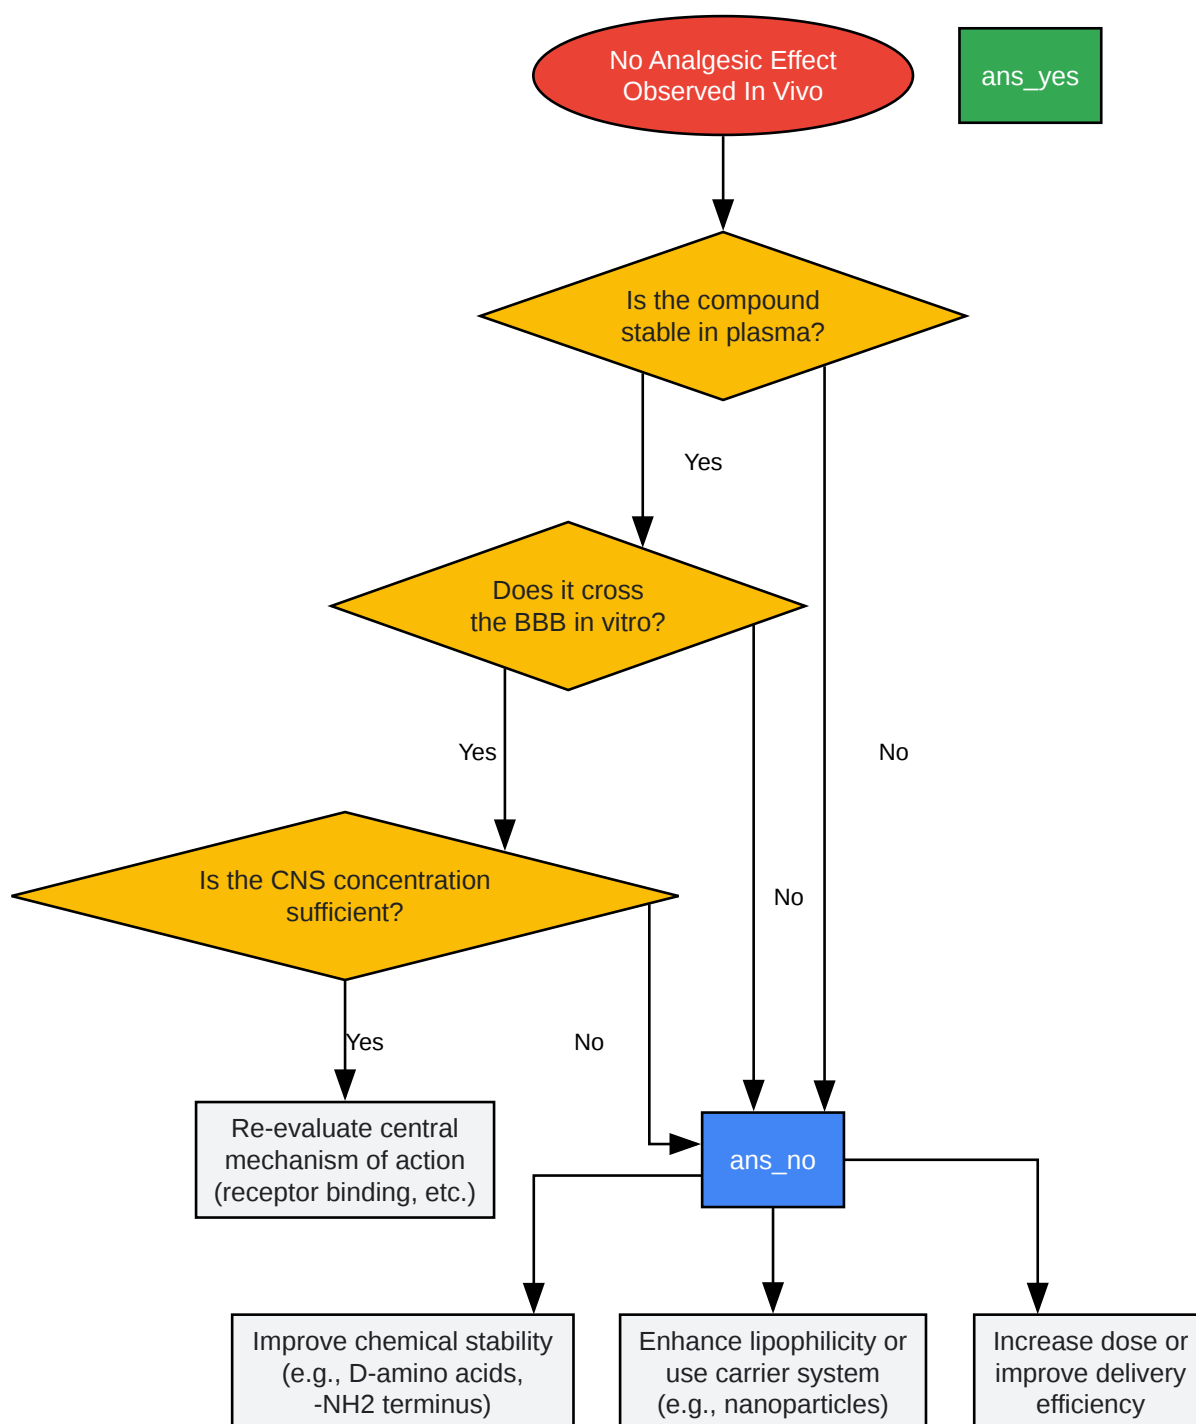 No Analgesic Effect
Observed In Vivo
ans_yes
Is the compound
stable in plasma?
Yes
Does it cross
the BBB in vitro?
Yes
No
Is the CNS concentration
sufficient?
No
Yes
No
Re-evaluate central
mechanism of action
(receptor binding, etc.)
ans_no
Improve chemical stability
(e.g., D-amino acids,
-NH2 terminus)
Enhance lipophilicity or
use carrier system
(e.g., nanoparticles)
Increase dose or
improve delivery
efficiency